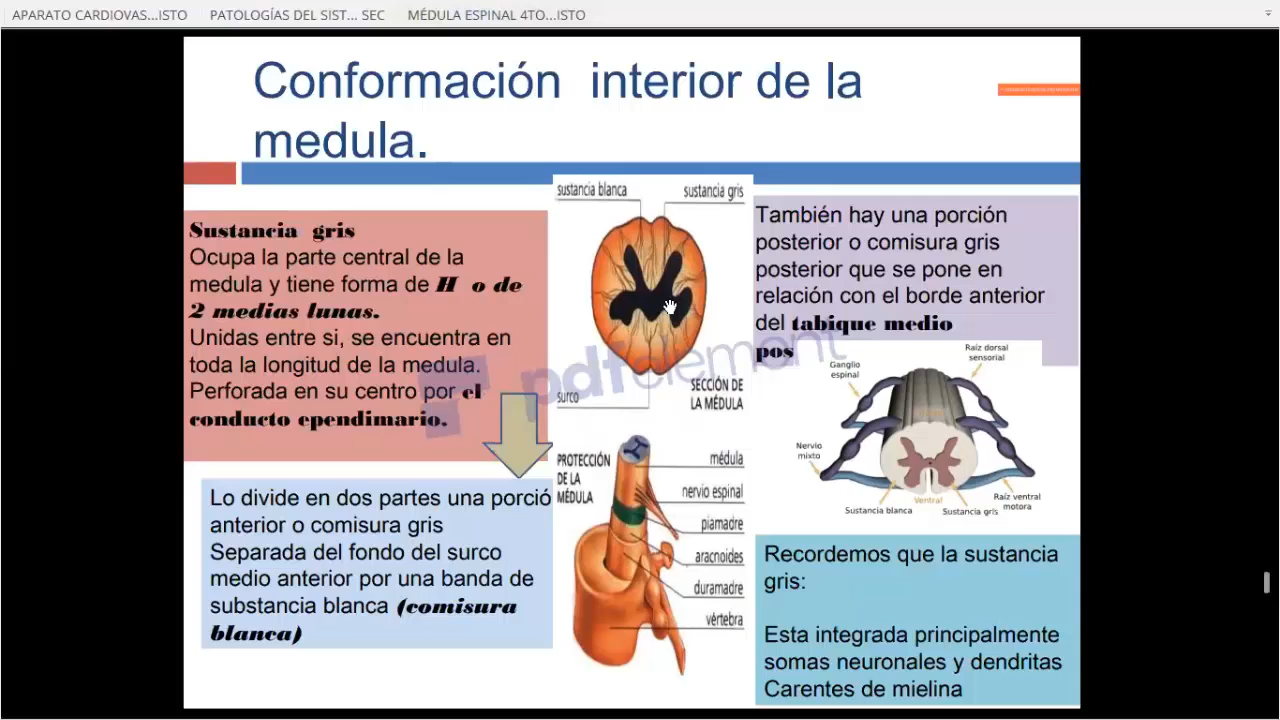 APARATO CARDIOVAS...ISTO
PATOLOGÍAS DEL SIST... SEC
MÉDULA ESPINAL 4TO...ISTO
Conformación interior de la
medula.
Sustancia gris
Ocupa la parte central de la
medula y tiene forma de H o de
2 medias lunas.
Unidas entre si, se encuentra en
toda la longitud de la medula.
Perforada en su centro por el
conducto ependimario.
Lo divide en dos partes una porció
anterior o comisura gris
Separada del fondo del surco
medio anterior por una banda de
substancia blanca (comisura
blanca)
sustancia blanca
sustancia gris
surco
SECCIÓN DE
LA MÉDULA
PROTECCIÓN
DE LA
MÉDULA
médula
nervio espinal
piamadre
aracnoides
duramadre
vértebra
También hay una porción
posterior o comisura gris
posterior que se pone en
relación con el borde anterior
del tabique medio
pos
Raíz dorsal
sensorial
Ganglio
espinal
Nervio
mixto
Ventral
Raíz ventral
motora
Sustancia blanca
Sustancia gris
Recordemos que la sustancia
gris:
Esta integrada principalmente
somas neuronales y dendritas
Carentes de mielina
pdfelement